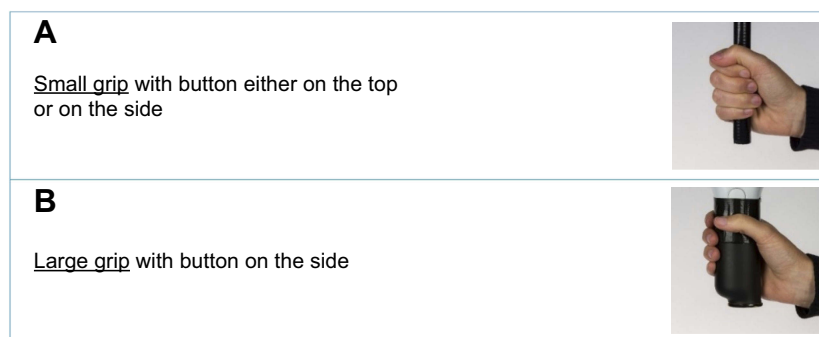 A
Small grip with button either on the top
or on the side
B
Large grip with button on the side